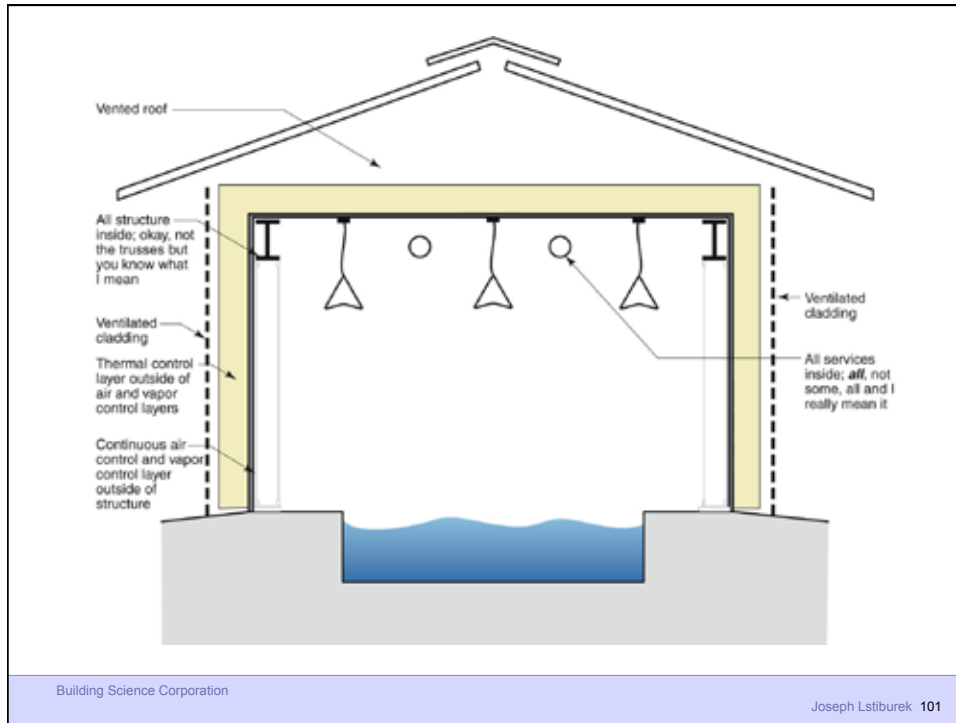 Vented roof
All structure
inside; okay, not
the trusses but
you know what
I mean
Ventilated
cladding
Thermal control
layer outside of
air and vapor
control layers
Continuous air
control and vapor
control layer
outside of
structure
Ventilated
cladding
All services
inside; all, not
some, all and I
really mean it
Building Science Corporation
Joseph Lstiburek 101